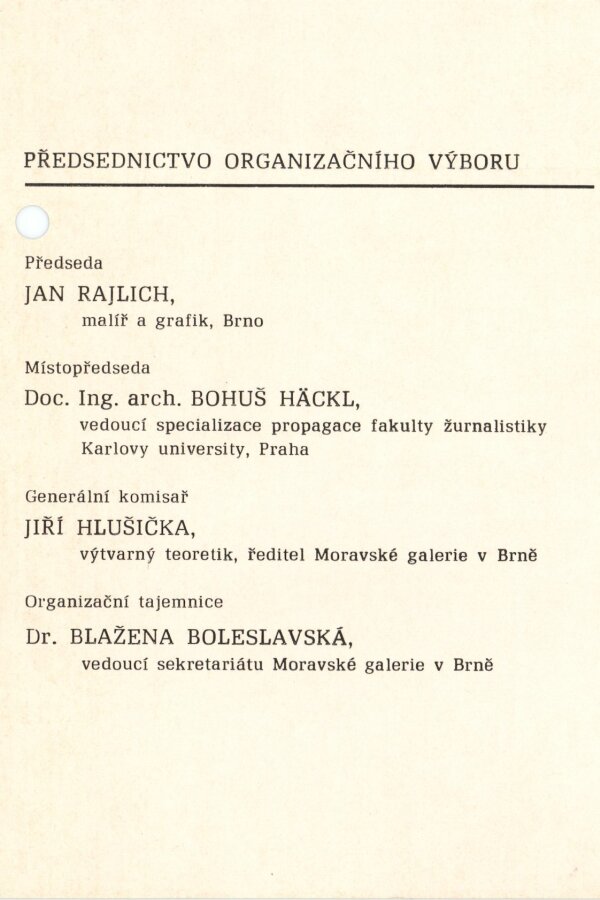 PŘEDSEDNICTVO ORGANIZAČNÍHO VÝBORU
Předseda
JAN RAJLICH,
malíř a grafik, Brno
Místopředseda
Doc. Ing. arch. BOHUŠ HÄCKL,
vedoucí specializace propagace fakulty žurnalistiky
Karlovy university, Praha
Generální komisař
JIŘÍ HLUŠIČKA,
výtvarný teoretik, ředitel Moravské galerie v Brně
Organizační tajemnice
Dr. BLAŽENA BOLESLAVSKÁ,
vedoucí sekretariátu Moravské galerie v Brně